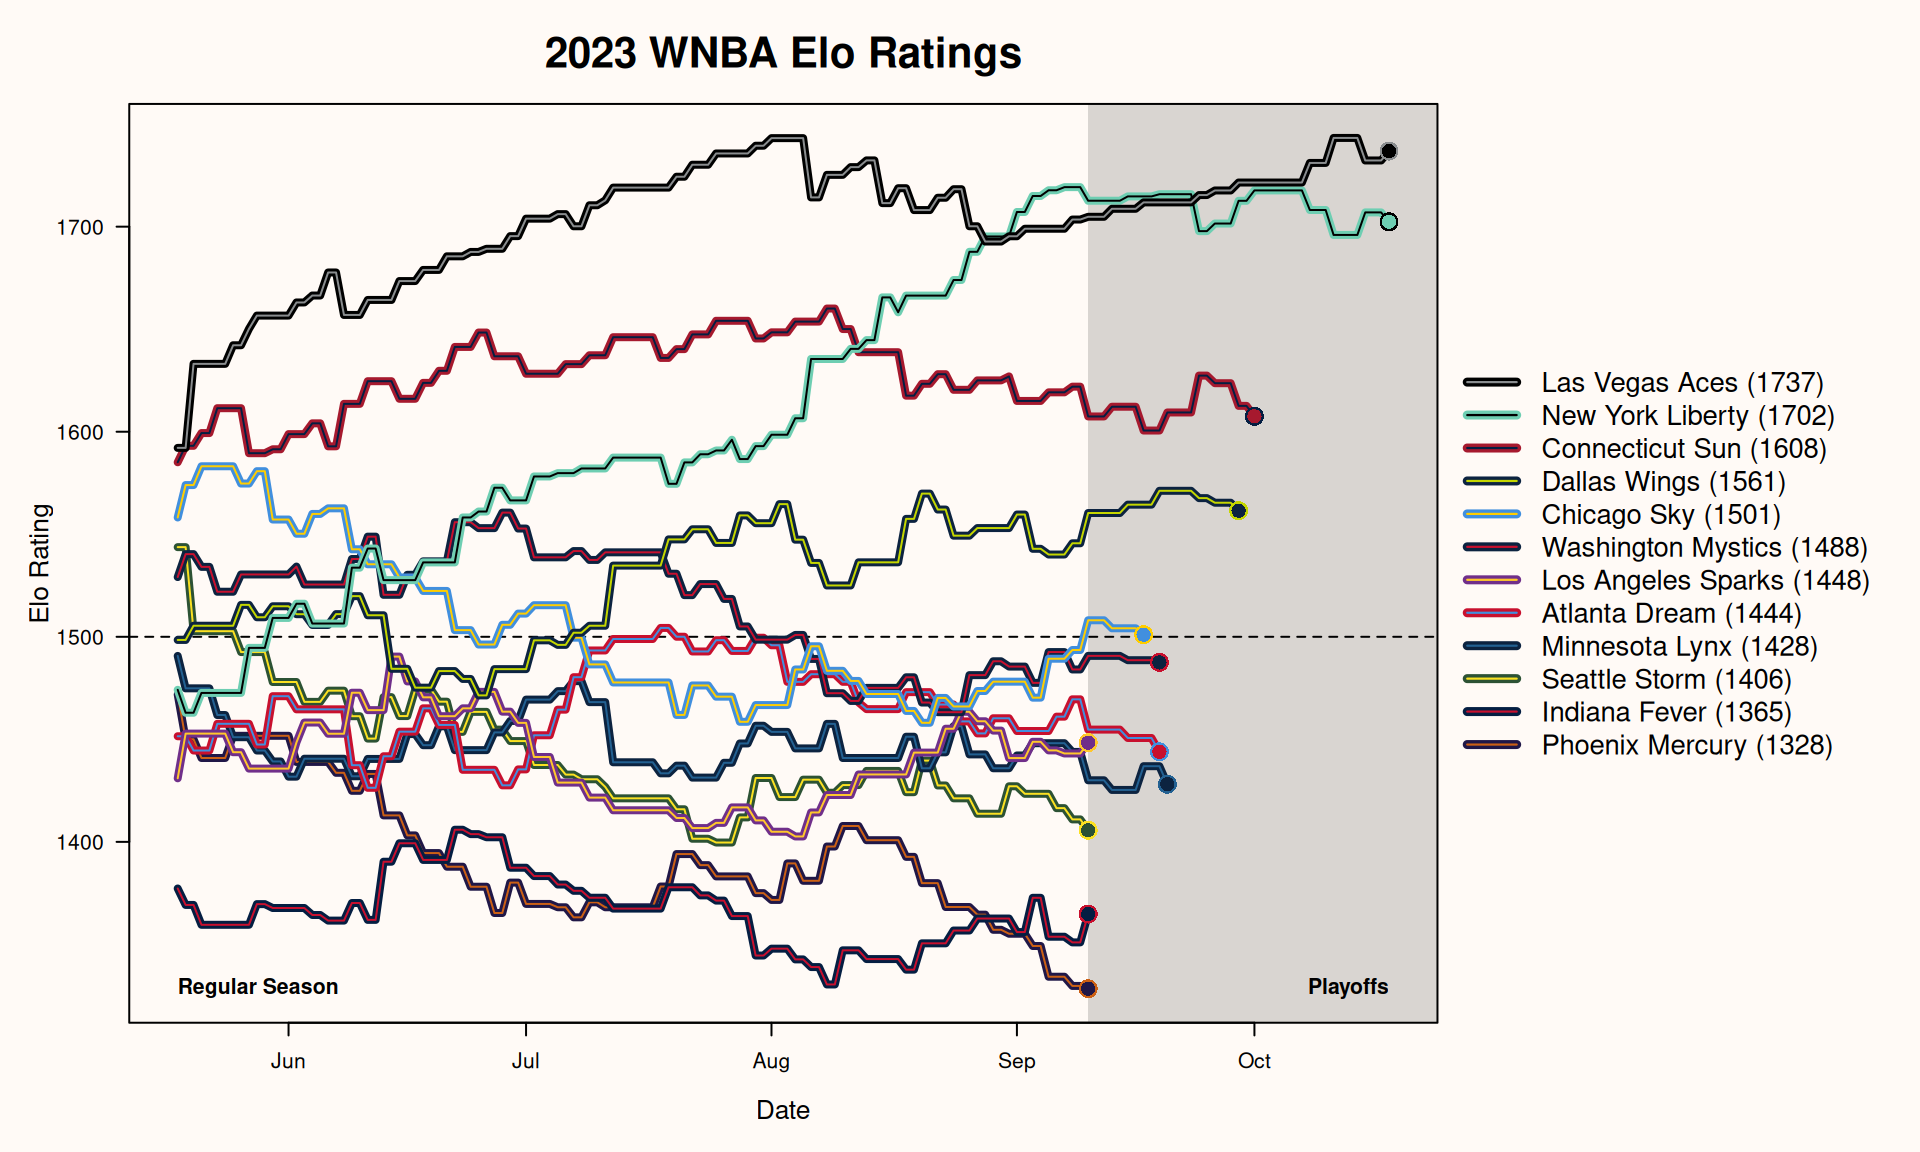 2023 WNBA Elo Ratings
Elo Rating
1700
1600
1500
1400
Regular Season
Playoffs
Jun
Jul
Aug
Sep
Oct
Date
Las Vegas Aces (1737)
New York Liberty (1702)
Connecticut Sun (1608)
Dallas Wings (1561)
Chicago Sky (1501)
Washington Mystics (1488)
Los Angeles Sparks (1448)
Atlanta Dream (1444)
Minnesota Lynx (1428)
Seattle Storm (1406)
Indiana Fever (1365)
Phoenix Mercury (1328)